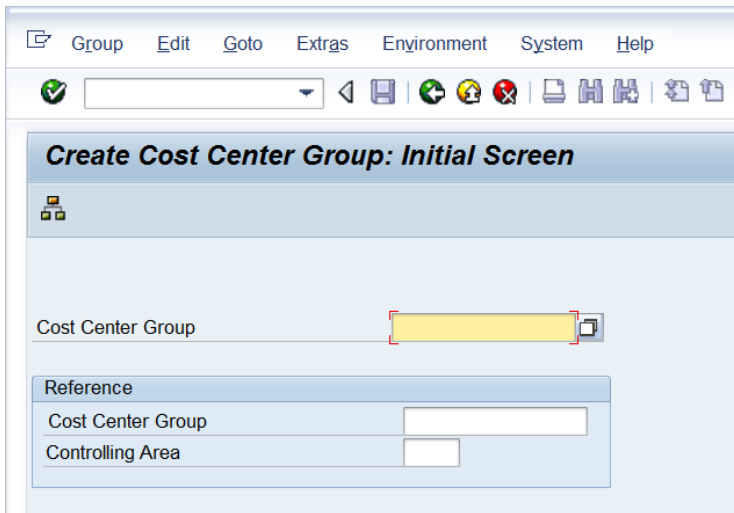 Group Edit Goto Extras Environment System Help
Create Cost Center Group: Initial Screen
Cost Center Group
Reference
Cost Center Group
Controlling Area